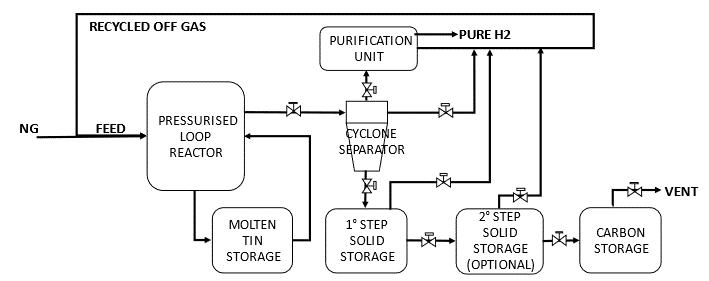 RECYCLED OFF GAS
PURE H2
PURIFICATION
UNIT
NG
FEED
PRESSURISED
LOOP
REACTOR
CYCLONE
SEPARATOR
MOLTEN
TIN
STORAGE
1° STEP
SOLID
STORAGE
2° STEP
SOLID
STORAGE
(OPTIONAL)
CARBON
STORAGE
VENT